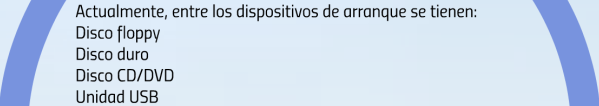 Actualmente, entre los dispositivos de arranque se tienen:
Disco floppy
Disco duro
Disco CD/DVD
Unidad USB